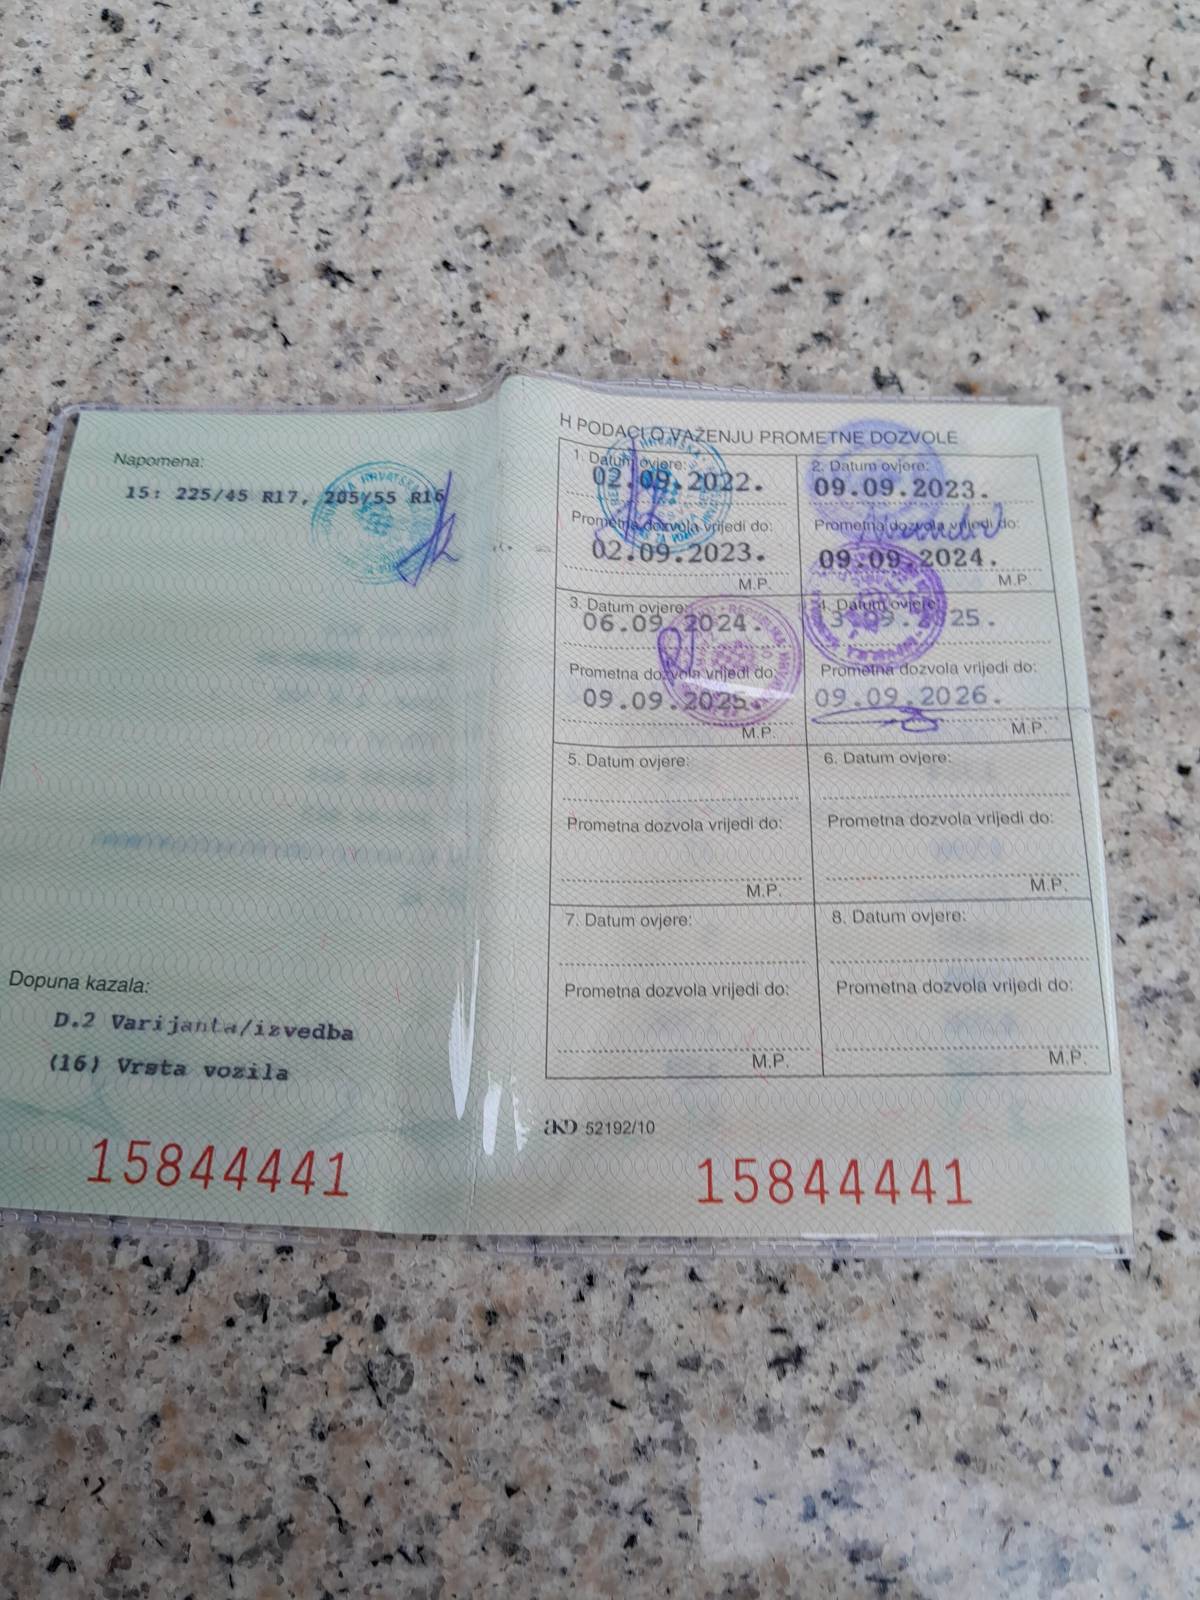 Napomena:
15: 225/45 R17, 205/55 R16
Dopuna kazala:
D.2 Varijanta/izvedba
(16) Vrsta vozila
15844441
H PODACI O VAŽENJU PROMETNE DOZVOLE
1. Datum ovjere:
02.09.2022.
Prometna dozvola vrijedi do:
02.09.2023.
M.P.
2. Datum ovjere:
09.09.2023.
Prometna dozvola vrijedi do:
09.09.2024.
M.P.
3. Datum ovjere:
06.09.2024.
Prometna dozvola vrijedi do:
09.09.2025.
M.P.
4. Datum ovjere:
Prometna dozvola vrijedi do:
09.09.2026.
M.P.
5. Datum ovjere:
Prometna dozvola vrijedi do:
M.P.
6. Datum ovjere:
Prometna dozvola vrijedi do:
M.P.
7. Datum ovjere:
Prometna dozvola vrijedi do:
M.P.
8. Datum ovjere:
Prometna dozvola vrijedi do:
M.P.
AKD 52192/10
15844441